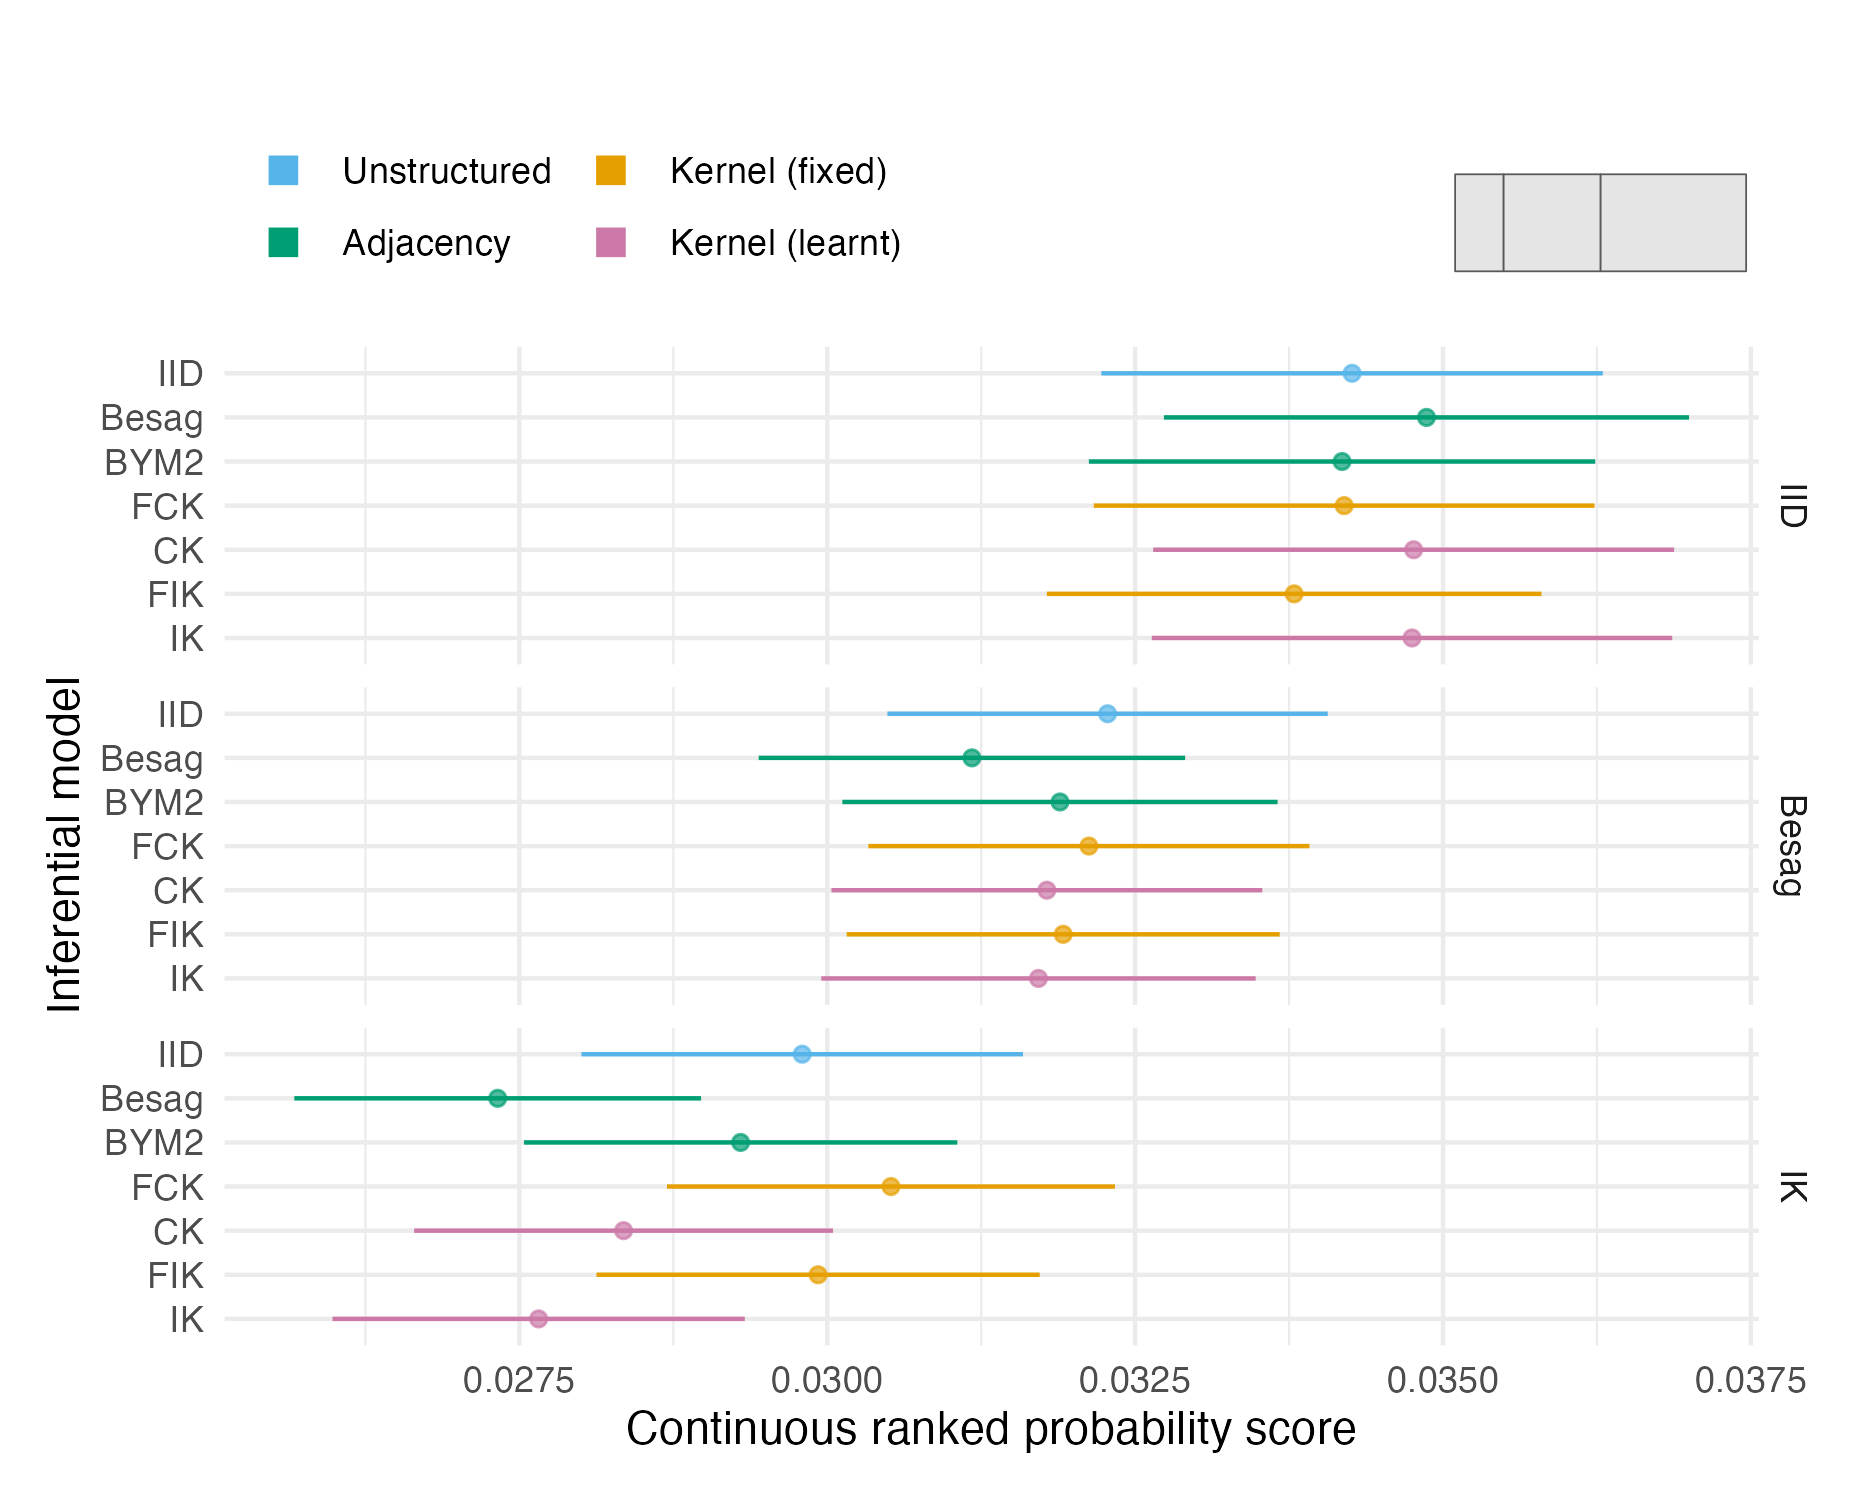 Unstructured
Kernel (fixed)
Adjacency
Kernel (learnt)
IID
Besag
BYM2
FCK
CK
FIK
IK
IID
IID
Besag
BYM2
FCK
CK
FIK
IK
Besag
IID
Besag
BYM2
FCK
CK
FIK
IK
IK
Inferential model
0.0275
0.0300
0.0325
0.0350
0.0375
Continuous ranked probability score